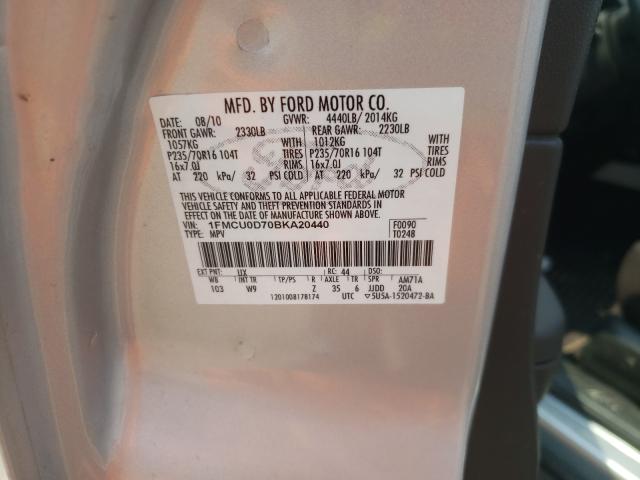 MFD. BY FORD MOTOR CO.
DATE: 08/10 GVWR: 4440LB/ 2014KG
FRONT GAWR: 2330LB REAR GAWR: 2230LB
1057KG WITH 1012KG WITH
P235/70R16 104T TIRES P235/70R16 104T TIRES
16x7.0J RIMS 16x7.0J RIMS
AT 220 kPa/ 32 PSI COLD AT 220 kPa/ 32 PSI COLD
THIS VEHICLE CONFORMS TO ALL APPLICABLE FEDERAL MOTOR
VEHICLE SAFETY AND THEFT PREVENTION STANDARDS IN
EFFECT ON THE DATE OF MANUFACTURE SHOWN ABOVE.
VIN: 1FMCU0D70BKA20440 F0090
TYPE: MPV T0248
EXT PNT: UX RC: 44 DSO:
WB INT TR TP/PS R AXLE TR SPR AM71A
103 W9 Z 35 6 JJDD 20A
1201008178174 UTC 5U5A-1520472-BA